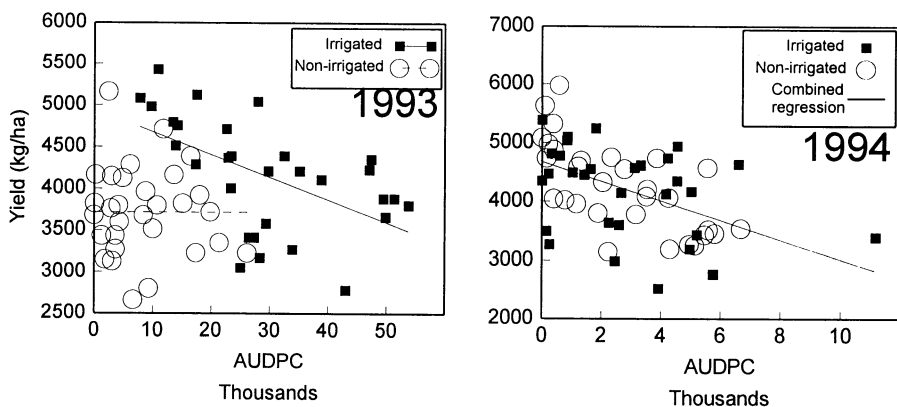 6000
5500
5000
4500
4000
3500
3000
2500
Yield (kg/ha)
0 10 20 30 40 50
AUDPC
Thousands
Irrigated
Non-irrigated
1993
7000
6000
5000
4000
3000
2000
0 2 4 6 8 10
AUDPC
Thousands
Irrigated
Non-irrigated
Combined
regression
1994